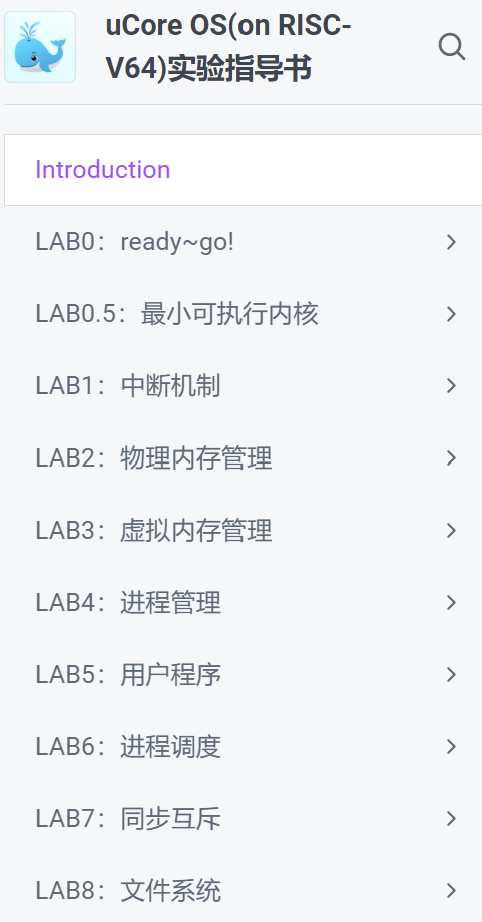 uCore OS(on RISC-
V64)实验指导书
Introduction
LAB0：ready~go!
LAB0.5：最小可执行内核
LAB1：中断机制
LAB2：物理内存管理
LAB3：虚拟内存管理
LAB4：进程管理
LAB5：用户程序
LAB6：进程调度
LAB7：同步互斥
LAB8：文件系统